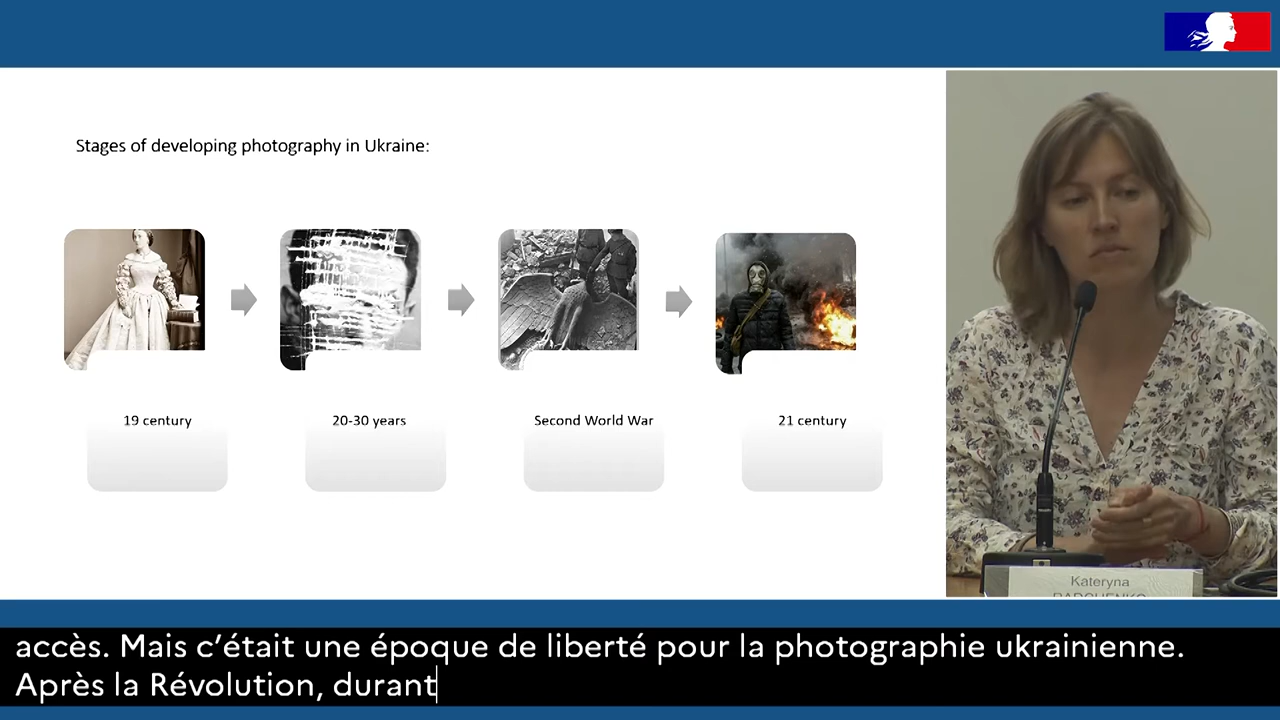 Stages of developing photography in Ukraine:
19 century
20-30 years
Second World War
21 century
Kateryna
RADCHENKO
accès. Mais c'était une époque de liberté pour la photographie ukrainienne.
Après la Révolution, durant